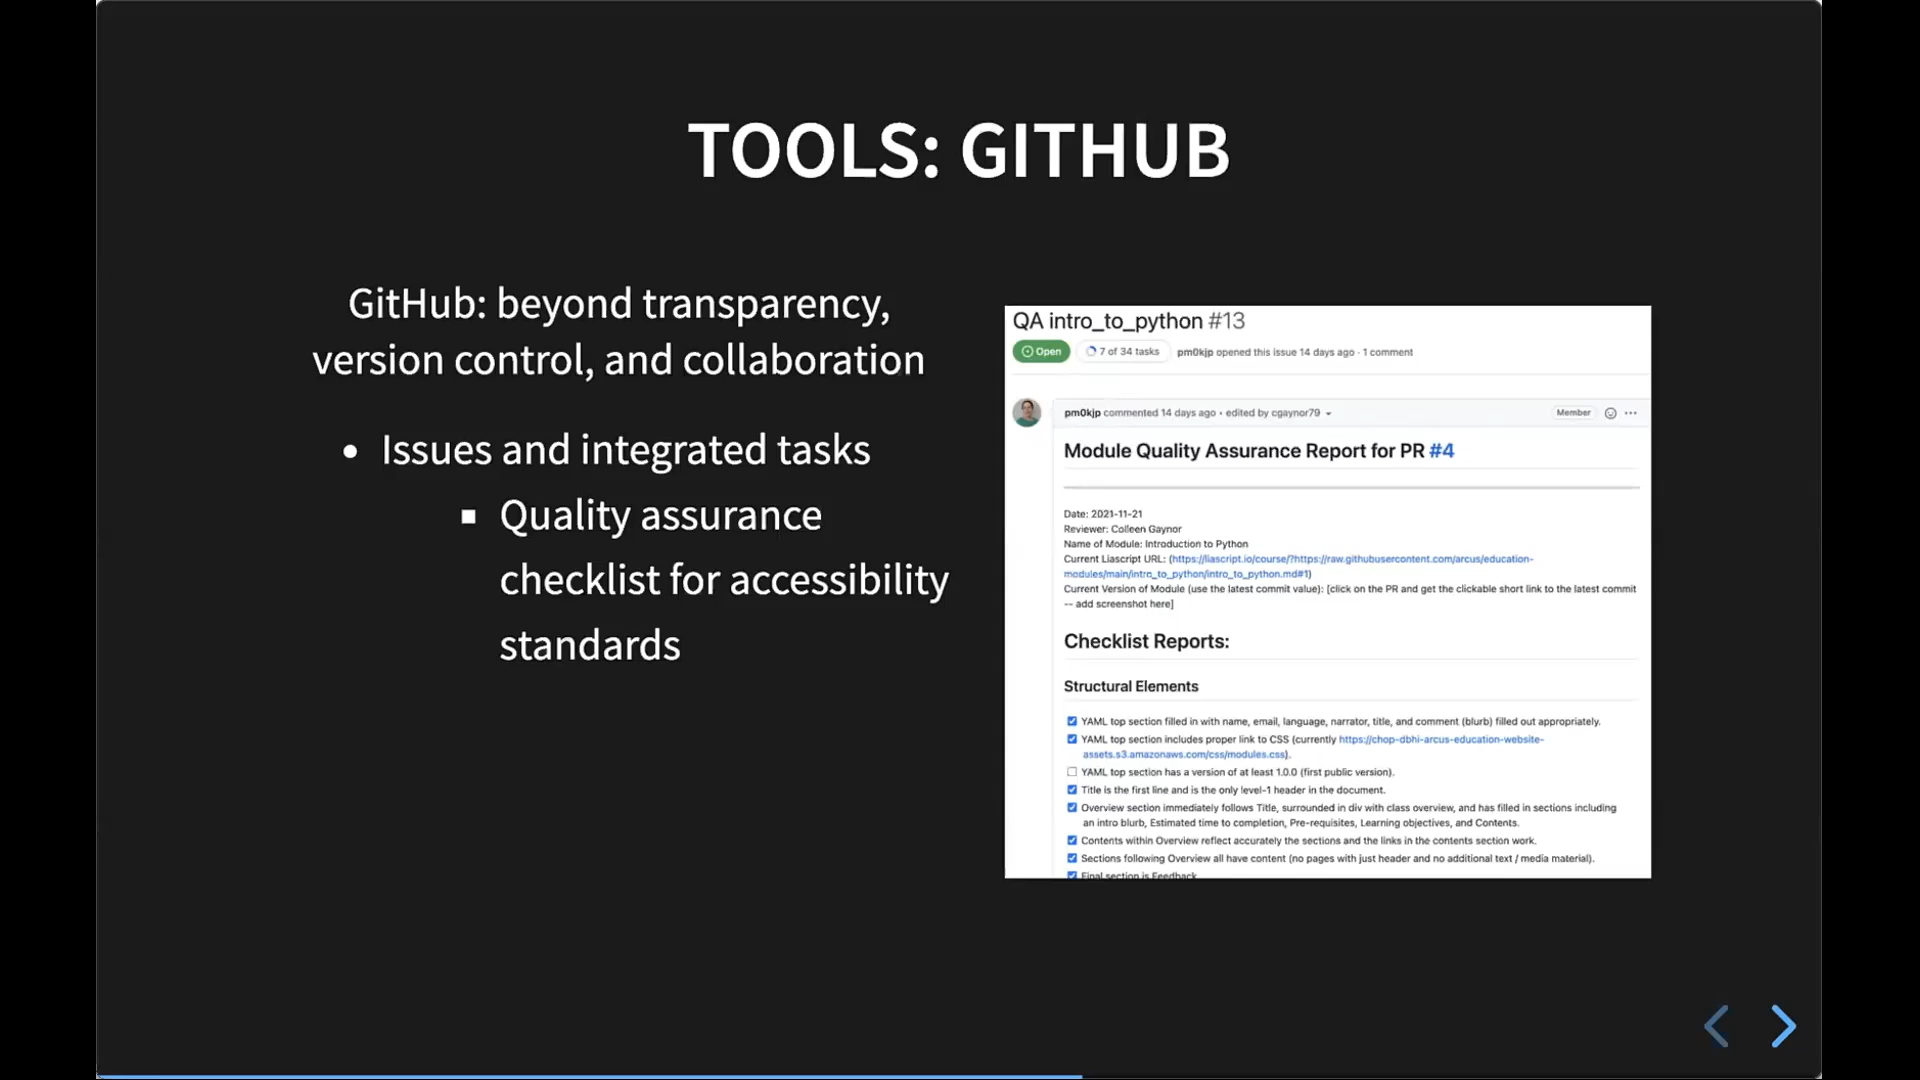 TOOLS: GITHUB
GitHub: beyond transparency,
version control, and collaboration
• Issues and integrated tasks
▪ Quality assurance
checklist for accessibility
standards
QA intro_to_python #13
Open 7 of 34 tasks pm0kjp opened this issue 14 days ago · 1 comment
pm0kjp commented 14 days ago • edited by cgaynor79 Member
Module Quality Assurance Report for PR #4
Date: 2021-11-21
Reviewer: Colleen Gaynor
Name of Module: Introduction to Python
Current Liascript URL: (https://liascript.io/course/?https://raw.githubusercontent.com/arcus/education-
modules/main/intro_to_python/intro_to_python.md#1)
Current Version of Module (use the latest commit value): [click on the PR and get the clickable short link to the latest commit
-- add screenshot here]
Checklist Reports:
Structural Elements
YAML top section filled in with name, email, language, narrator, title, and comment (blurb) filled out appropriately.
YAML top section includes proper link to CSS (currently https://chop-dbhi-arcus-education-website-
assets.s3.amazonaws.com/css/modules.css).
YAML top section has a version of at least 1.0.0 (first public version).
Title is the first line and is the only level-1 header in the document.
Overview section immediately follows Title, surrounded in div with class overview, and has filled in sections including
an intro blurb, Estimated time to completion, Pre-requisites, Learning objectives, and Contents.
Contents within Overview reflect accurately the sections and the links in the contents section work.
Sections following Overview all have content (no pages with just header and no additional text / media material).
Final section is Feedback